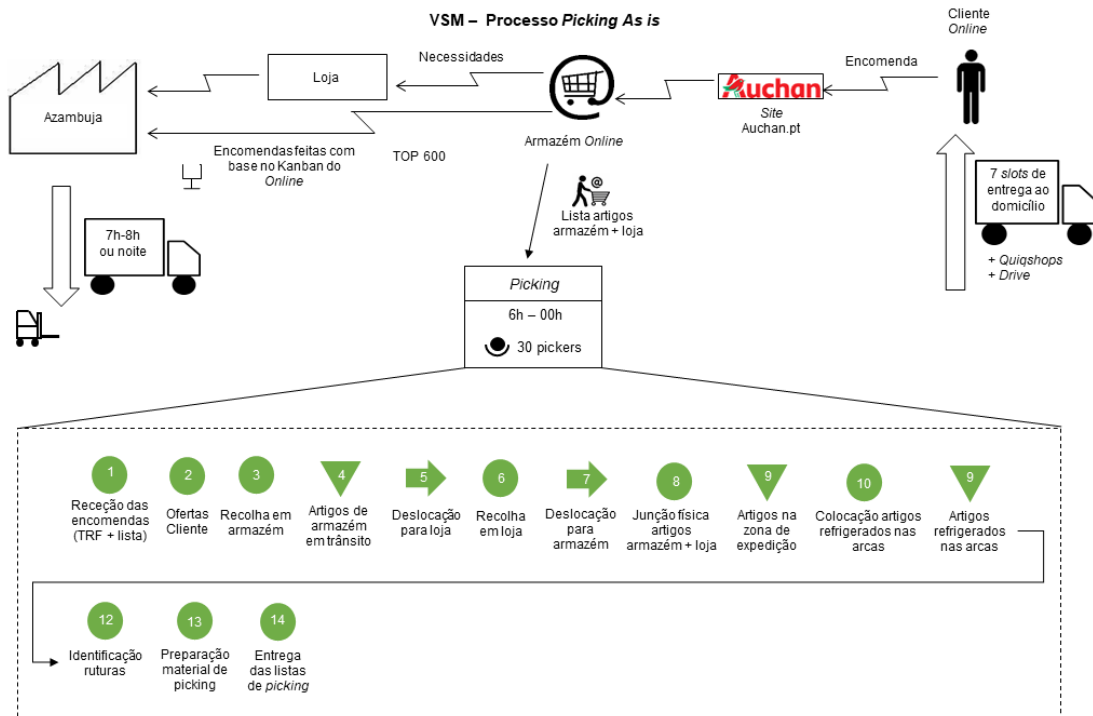 VSM – Processo Picking As is
Cliente
Online
Necessidades
Encomenda
Loja
Auchan
Azambuja
Site
Auchan.pt
Armazém Online
Encomendas feitas com
base no Kanban do
Online
TOP 600
7 slots de
entrega ao
domicílio
@
Lista artigos
armazém + loja
7h-8h
ou noite
+ Quiqshops
+ Drive
Picking
6h – 00h
30 pickers
1
Receção das
encomendas
(TRF + lista)
2
Ofertas
Cliente
3
Recolha em
armazém
4
Artigos de
armazém
em trânsito
5
Deslocação
para loja
6
Recolha
em loja
7
Deslocação
para
armazém
8
Junção física
artigos
armazém + loja
9
Artigos na
zona de
expedição
10
Colocação artigos
refrigerados nas
arcas
9
Artigos
refrigerados
nas arcas
12
Identificação
ruturas
13
Preparação
material de
picking
14
Entrega
das listas
de picking